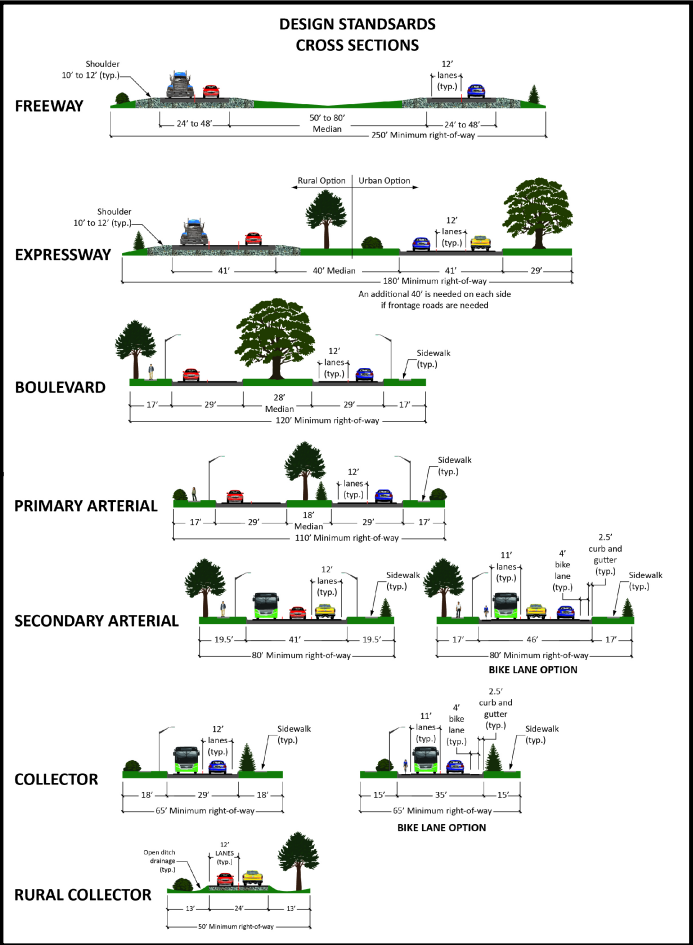 DESIGN STANDSARDS
CROSS SECTIONS
FREEWAY
Shoulder
10' to 12' (typ.)
12'
lanes
(typ.)
24' to 48'
50' to 80'
Median
24' to 48'
250' Minimum right-of-way
EXPRESSWAY
Rural Option
Urban Option
Shoulder
10' to 12' (typ.)
12'
lanes
(typ.)
41'
40' Median
41'
29'
180' Minimum right-of-way
An additional 40' is needed on each side
if frontage roads are needed
BOULEVARD
12'
lanes
(typ.)
Sidewalk
(typ.)
17'
29'
28'
Median
29'
17'
120' Minimum right-of-way
PRIMARY ARTERIAL
12'
lanes
(typ.)
Sidewalk
(typ.)
17'
29'
18'
Median
29'
17'
110' Minimum right-of-way
SECONDARY ARTERIAL
12'
lanes
(typ.)
Sidewalk
(typ.)
19.5'
41'
19.5'
80' Minimum right-of-way
11'
lanes
(typ.)
4'
bike
lane
(typ.)
2.5'
curb and
gutter
(typ.)
Sidewalk
(typ.)
17'
46'
17'
80' Minimum right-of-way
BIKE LANE OPTION
COLLECTOR
12'
lanes
(typ.)
Sidewalk
(typ.)
18'
29'
18'
65' Minimum right-of-way
11'
lanes
(typ.)
4'
bike
lane
(typ.)
2.5'
curb and
gutter
(typ.)
Sidewalk
(typ.)
15'
35'
15'
65' Minimum right-of-way
BIKE LANE OPTION
RURAL COLLECTOR
Open ditch
drainage
(typ.)
12'
LANES
(typ.)
13'
24'
13'
50' Minimum right-of-way